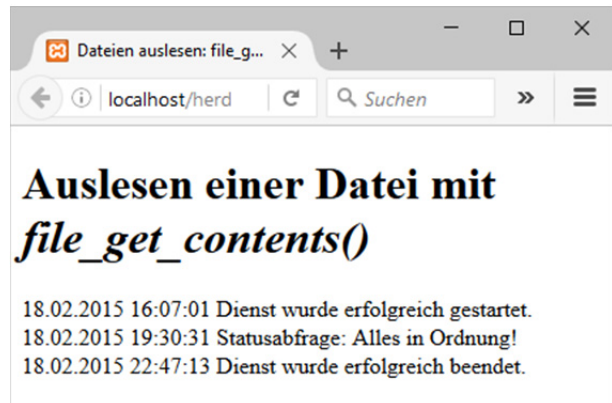 Dateien auslesen: file_g...
localhost/herd
Suchen
Auslesen einer Datei mit
file_get_contents()
18.02.2015 16:07:01 Dienst wurde erfolgreich gestartet.
18.02.2015 19:30:31 Statusabfrage: Alles in Ordnung!
18.02.2015 22:47:13 Dienst wurde erfolgreich beendet.